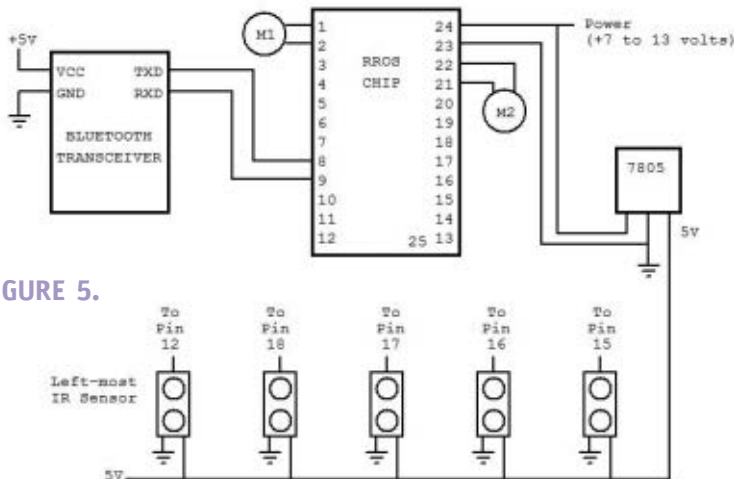 +5V
VCC TXD
GND RXD
BLUETOOTH
TRANSCEIVER
M1
1 24
2 23
3 22
4 21
5 20
6 19
7 18
8 17
9 16
10 15
11 14
12 25 13
RROS
CHIP
M2
Power
(+7 to 13 volts)
7805
5V
GURE 5.
To
Pin
12
To
Pin
18
To
Pin
17
To
Pin
16
To
Pin
15
Left-most
IR Sensor
5V